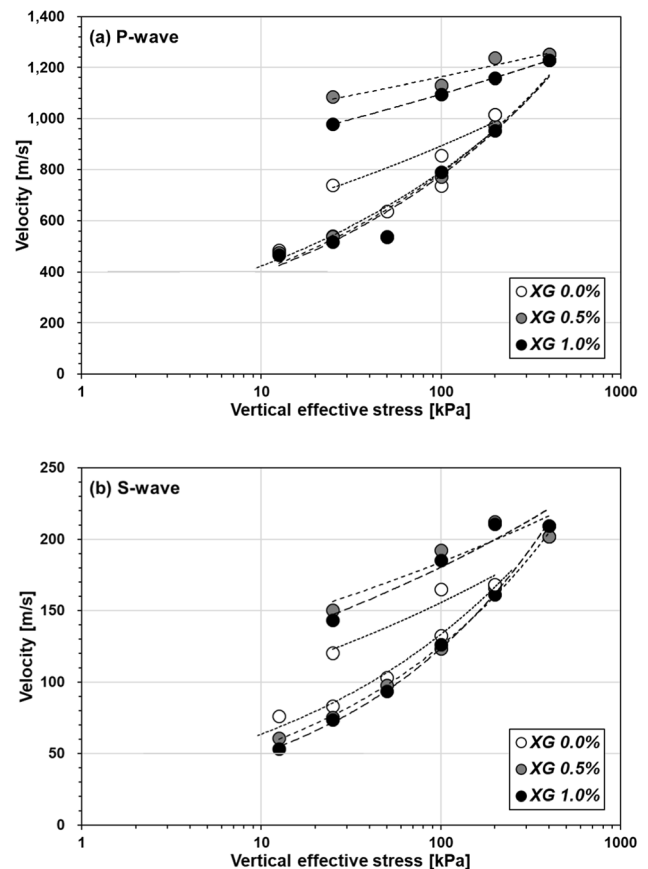 (a) P-wave
1,400
1,200
1,000
800
600
400
200
0
Velocity [m/s]
XG 0.0%
XG 0.5%
XG 1.0%
1 10 100 1000
Vertical effective stress [kPa]
(b) S-wave
250
200
150
100
50
0
Velocity [m/s]
XG 0.0%
XG 0.5%
XG 1.0%
1 10 100 1000
Vertical effective stress [kPa]